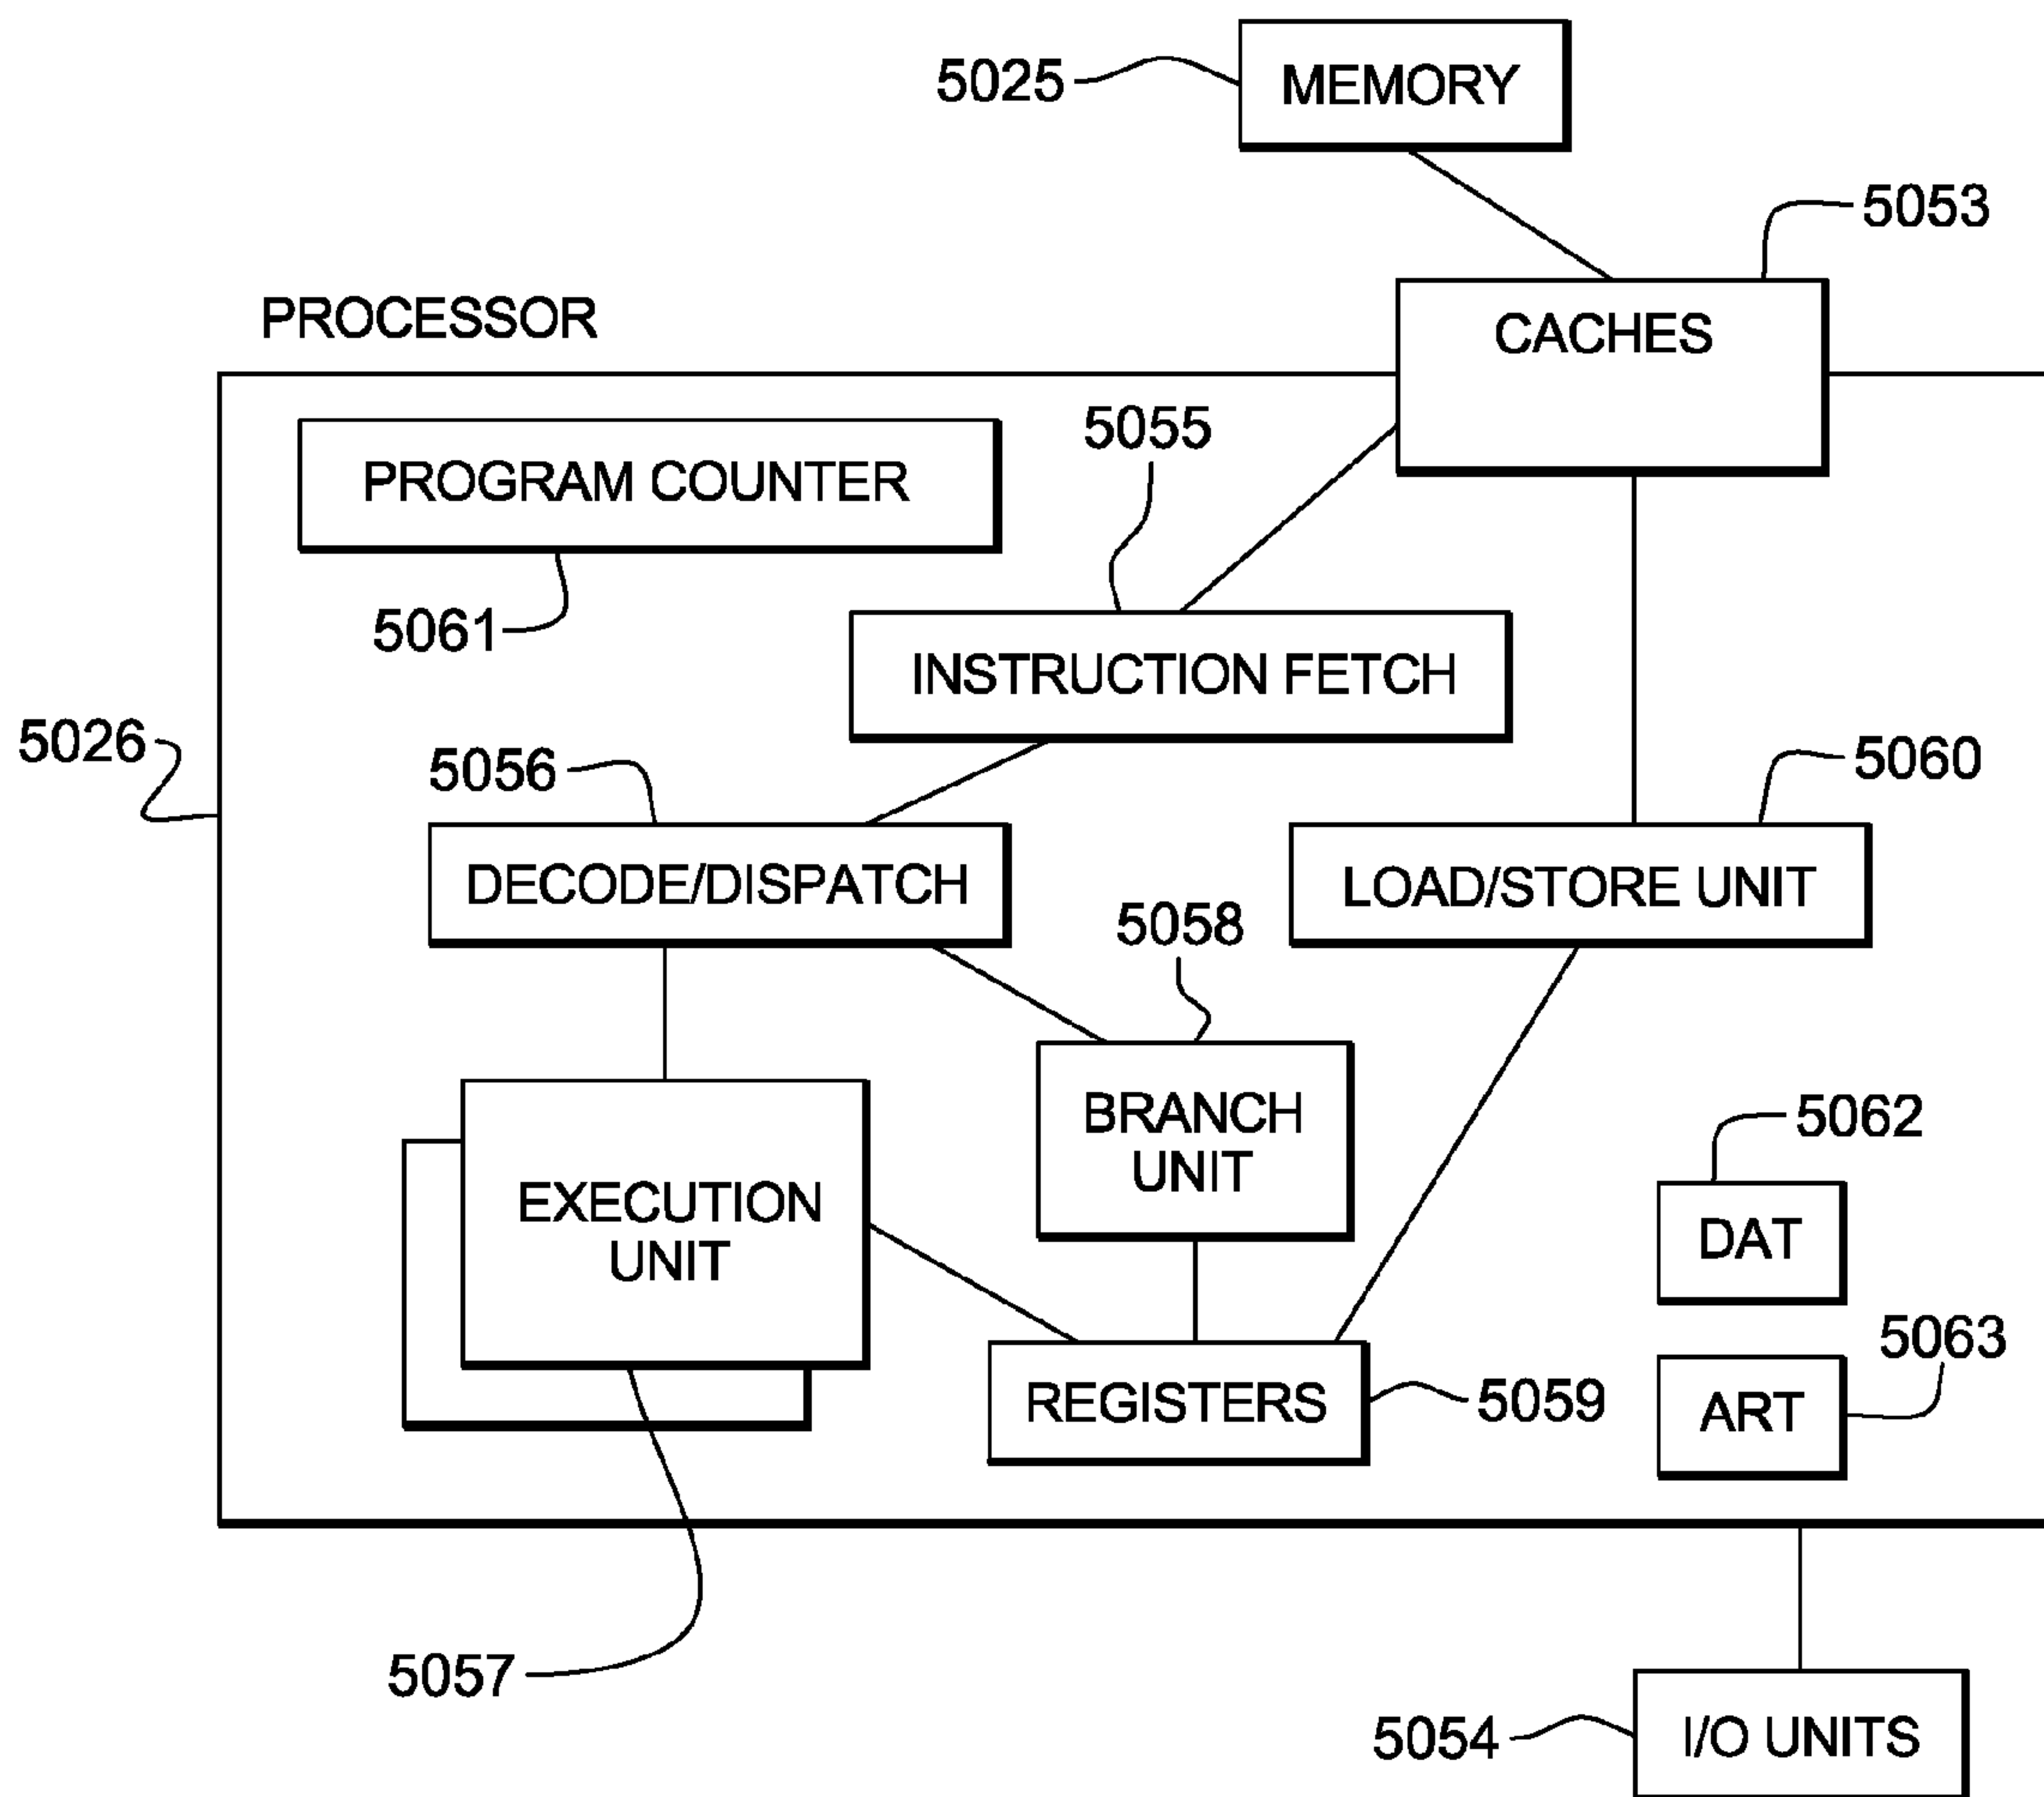 MEMORY
5025
5053
CACHES
PROCESSOR
5055
PROGRAM COUNTER
5061
INSTRUCTION FETCH
5026
5056
5060
DECODE/DISPATCH
LOAD/STORE UNIT
5058
BRANCH
UNIT
5062
EXECUTION
UNIT
DAT
5063
REGISTERS
5059
ART
5057
5054
I/O UNITS